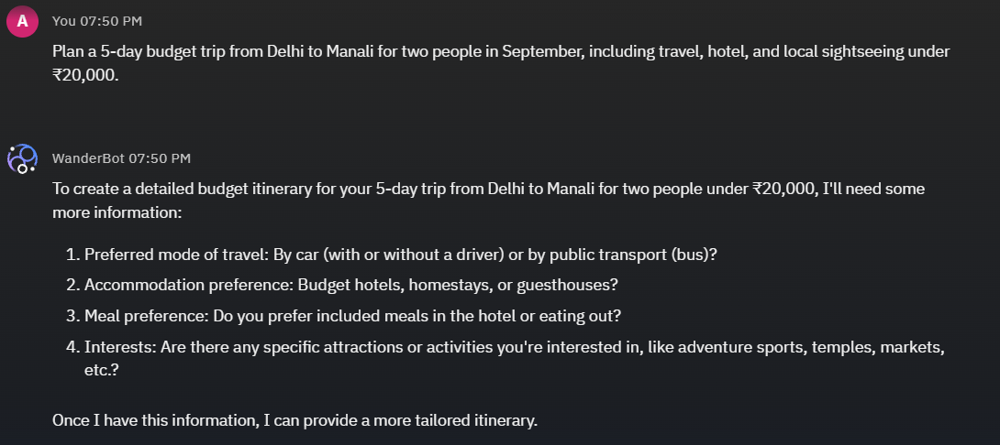 A
You 07:50 PM
Plan a 5-day budget trip from Delhi to Manali for two people in September, including travel, hotel, and local sightseeing under
₹20,000.
WanderBot 07:50 PM
To create a detailed budget itinerary for your 5-day trip from Delhi to Manali for two people under ₹20,000, I'll need some
more information:
1. Preferred mode of travel: By car (with or without a driver) or by public transport (bus)?
2. Accommodation preference: Budget hotels, homestays, or guesthouses?
3. Meal preference: Do you prefer included meals in the hotel or eating out?
4. Interests: Are there any specific attractions or activities you're interested in, like adventure sports, temples, markets,
etc.?
Once I have this information, I can provide a more tailored itinerary.